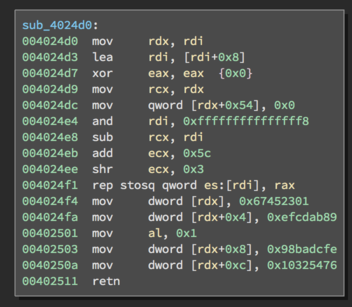 sub_4024d0:
004024d0 mov rdx, rdi
004024d3 lea rdi, [rdi+0x8]
004024d7 xor eax, eax {0x0}
004024d9 mov rcx, rdx
004024dc mov qword [rdx+0x54], 0x0
004024e4 and rdi, 0xfffffffffffffff8
004024e8 sub rcx, rdi
004024eb add ecx, 0x5c
004024ee shr ecx, 0x3
004024f1 rep stosq qword es:[rdi], rax
004024f4 mov dword [rdx], 0x67452301
004024fa mov dword [rdx+0x4], 0xefcdab89
00402501 mov al, 0x1
00402503 mov dword [rdx+0x8], 0x98badcfe
0040250a mov dword [rdx+0xc], 0x10325476
00402511 retn